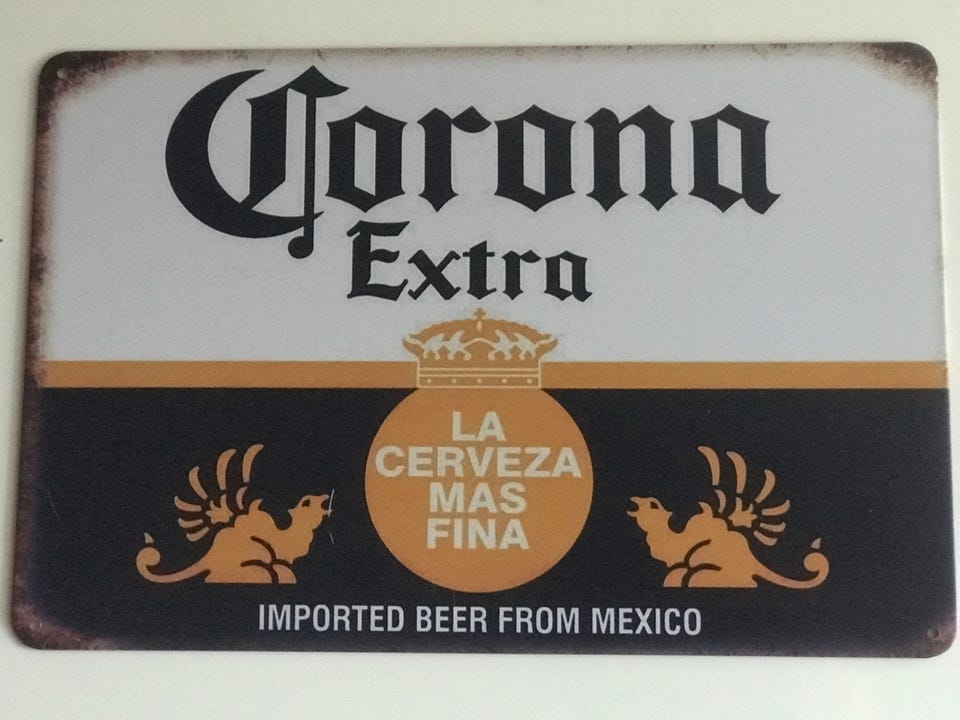 Corona
Extra
LA
CERVEZA
MAS
FINA
IMPORTED BEER FROM MEXICO